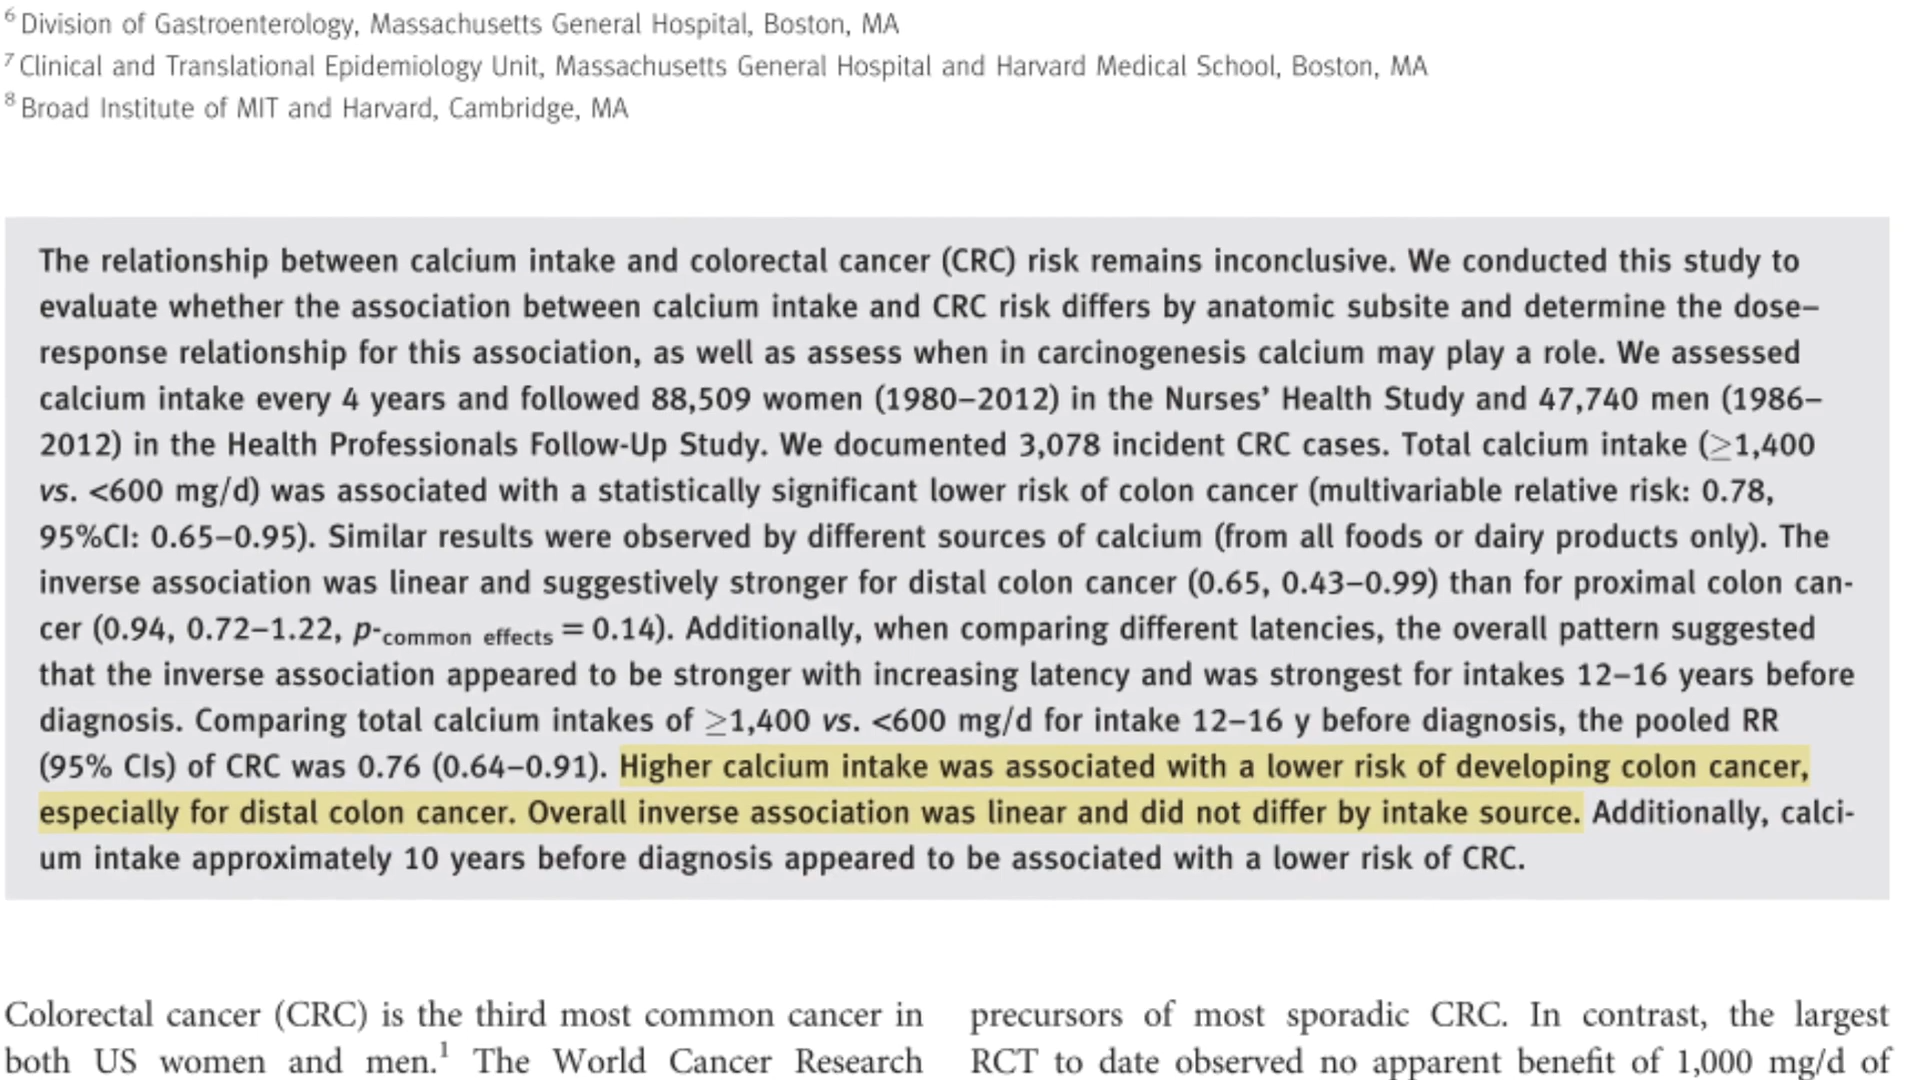 6 Division of Gastroenterology, Massachusetts General Hospital, Boston, MA
7 Clinical and Translational Epidemiology Unit, Massachusetts General Hospital and Harvard Medical School, Boston, MA
8 Broad Institute of MIT and Harvard, Cambridge, MA
The relationship between calcium intake and colorectal cancer (CRC) risk remains inconclusive. We conducted this study to
evaluate whether the association between calcium intake and CRC risk differs by anatomic subsite and determine the dose–
response relationship for this association, as well as assess when in carcinogenesis calcium may play a role. We assessed
calcium intake every 4 years and followed 88,509 women (1980–2012) in the Nurses’ Health Study and 47,740 men (1986–
2012) in the Health Professionals Follow-Up Study. We documented 3,078 incident CRC cases. Total calcium intake (≥1,400
vs. <600 mg/d) was associated with a statistically significant lower risk of colon cancer (multivariable relative risk: 0.78,
95%CI: 0.65–0.95). Similar results were observed by different sources of calcium (from all foods or dairy products only). The
inverse association was linear and suggestively stronger for distal colon cancer (0.65, 0.43–0.99) than for proximal colon can-
cer (0.94, 0.72–1.22, p-common effects = 0.14). Additionally, when comparing different latencies, the overall pattern suggested
that the inverse association appeared to be stronger with increasing latency and was strongest for intakes 12–16 years before
diagnosis. Comparing total calcium intakes of ≥1,400 vs. <600 mg/d for intake 12–16 y before diagnosis, the pooled RR
(95% CIs) of CRC was 0.76 (0.64–0.91). Higher calcium intake was associated with a lower risk of developing colon cancer,
especially for distal colon cancer. Overall inverse association was linear and did not differ by intake source. Additionally, calci-
um intake approximately 10 years before diagnosis appeared to be associated with a lower risk of CRC.
Colorectal cancer (CRC) is the third most common cancer in
both US women and men.1 The World Cancer Research
precursors of most sporadic CRC. In contrast, the largest
RCT to date observed no apparent benefit of 1,000 mg/d of